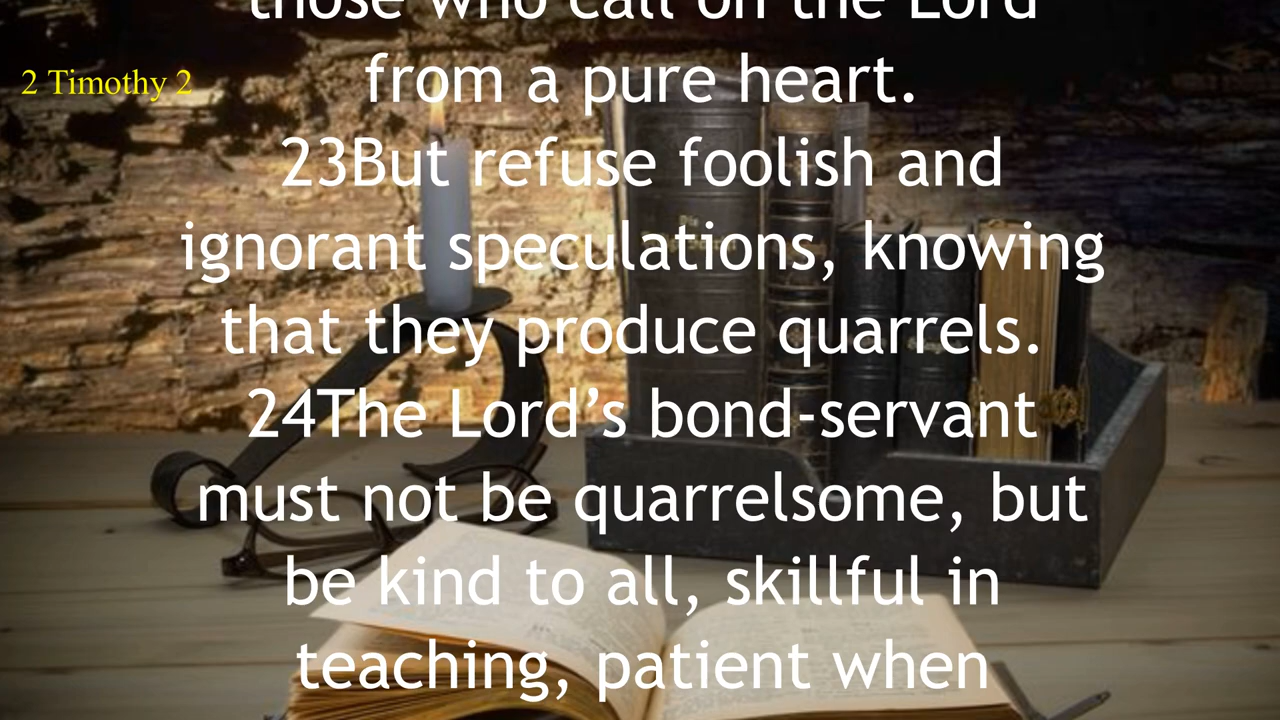 those who call on the Lord
2 Timothy 2
from a pure heart.
23But refuse foolish and
ignorant speculations, knowing
that they produce quarrels.
24The Lord’s bond-servant
must not be quarrelsome, but
be kind to all, skillful in
teaching, patient when